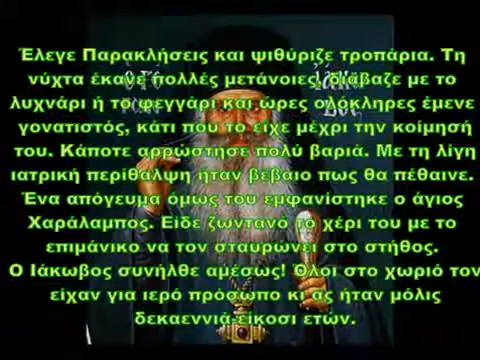 Έλεγε Παρακλήσεις και ψιθύριζε τροπάρια. Τη
νύχτα έκανε πολλές μετάνοιες, διάβαζε με το
λυχνάρι ή το φεγγάρι και ώρες ολόκληρες έμενε
γονατιστός, κάτι που το είχε μέχρι την κοίμησή
του. Κάποτε αρρώστησε πολύ βαριά. Με τη λίγη
ιατρική περίθαλψη ήταν βέβαιο πως θα πέθαινε.
Ένα απόγευμα όμως του εμφανίστηκε ο άγιος
Χαράλαμπος. Είδε ζωντανό το χέρι του με το
επιμάνικο να τον σταυρώνει στο στήθος.
Ο Ιάκωβος συνήλθε αμέσως! Όλοι στο χωριό τον
είχαν για ιερό πρόσωπο κι ας ήταν μόλις
δεκαεννιά-είκοσι ετών.